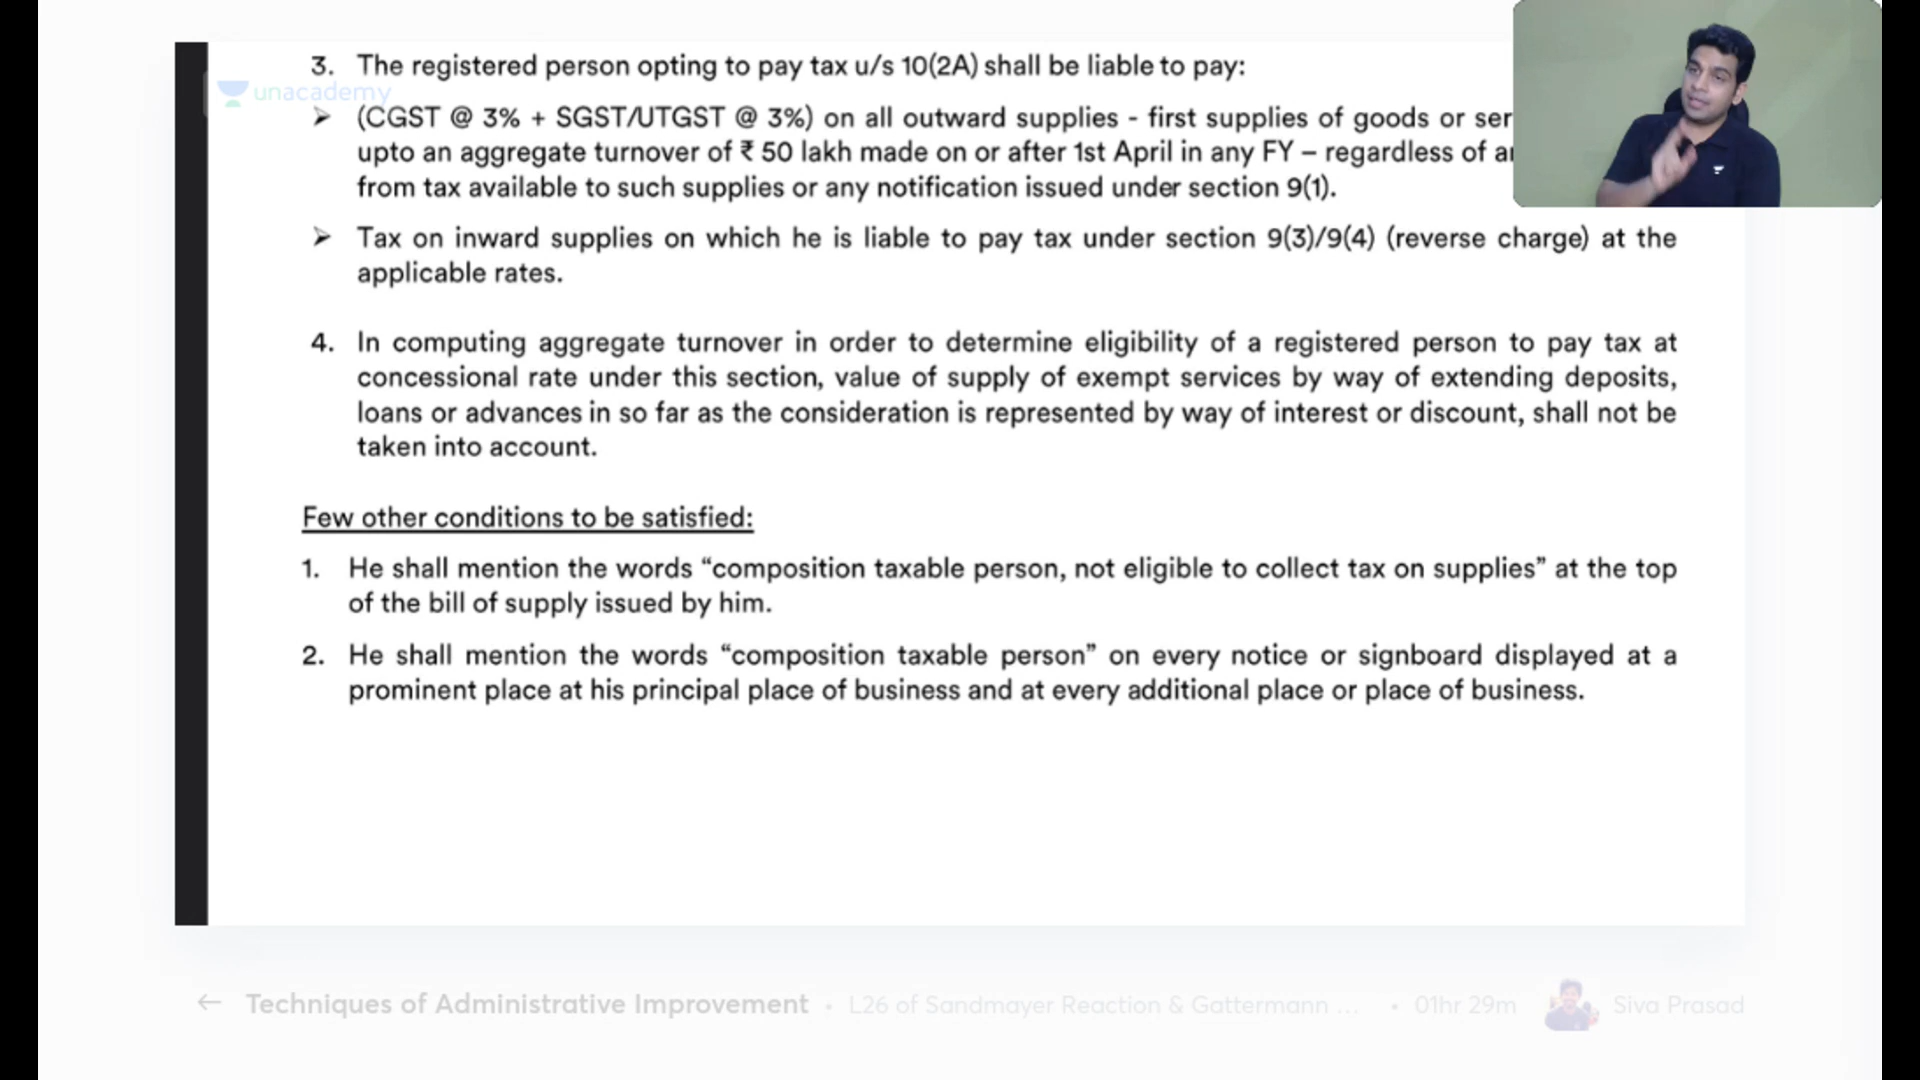 3. The registered person opting to pay tax u/s 10(2A) shall be liable to pay:
unacademy
➢ (CGST @ 3% + SGST/UTGST @ 3%) on all outward supplies - first supplies of goods or
upto an aggregate turnover of ₹ 50 lakh made on or after 1st April in any FY – regardless of
from tax available to such supplies or any notification issued under section 9(1).
➢ Tax on inward supplies on which he is liable to pay tax under section 9(3)/9(4) (reverse charge) at the
applicable rates.
4. In computing aggregate turnover in order to determine eligibility of a registered person to pay tax at
concessional rate under this section, value of supply of exempt services by way of extending deposits,
loans or advances in so far as the consideration is represented by way of interest or discount, shall not be
taken into account.
Few other conditions to be satisfied:
1. He shall mention the words “composition taxable person, not eligible to collect tax on supplies” at the top
of the bill of supply issued by him.
2. He shall mention the words “composition taxable person” on every notice or signboard displayed at a
prominent place at his principal place of business and at every additional place or place of business.
← Techniques of Administrative Improvement • L26 of Sandmayer Reaction & Gattermann ... • 01hr 29m Siva Prasad